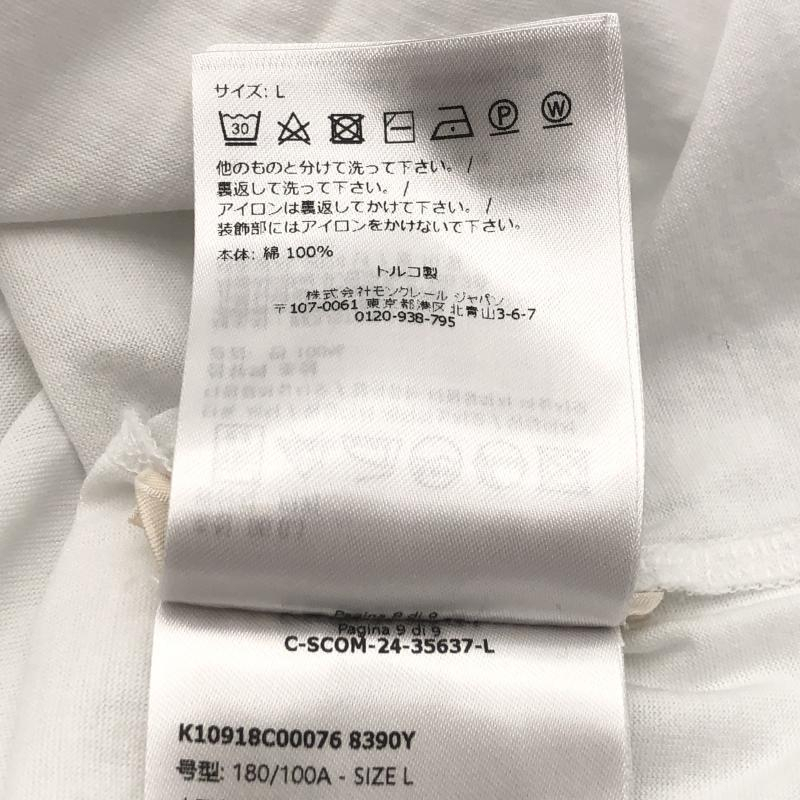 サイズ: L
30
P W
他のものと分けて洗って下さい。 /
裏返して洗って下さい。 /
アイロンは裏返してかけて下さい。 /
装飾部にはアイロンをかけないで下さい。
本体: 綿 100%
トルコ製
株式会社モンクレール ジャパン
〒107-0061 東京都港区 北青山3-6-7
0120-938-795
Pagina 9 di 9
C-SCOM-24-35637-L
K10918C00076 8390Y
号型: 180/100A - SIZE L